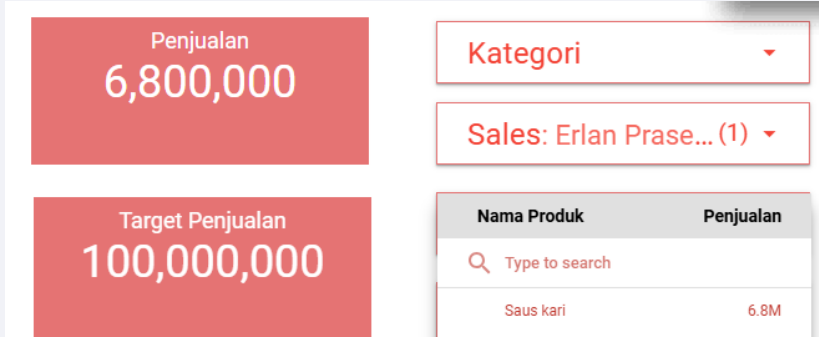 Penjualan
6,800,000
Kategori
Sales: Erlan Prase... (1)
Target Penjualan
100,000,000
Nama Produk Penjualan
Type to search
Saus kari 6.8M